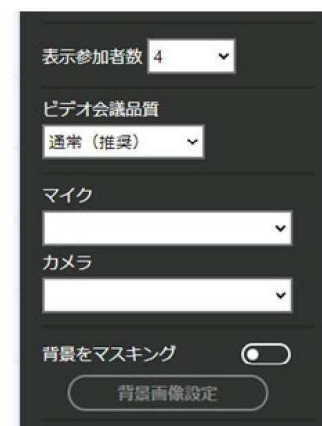 表示参加者数 4
ビデオ会議品質
通常（推奨）
マイク
カメラ
背景をマスキング
背景画像設定